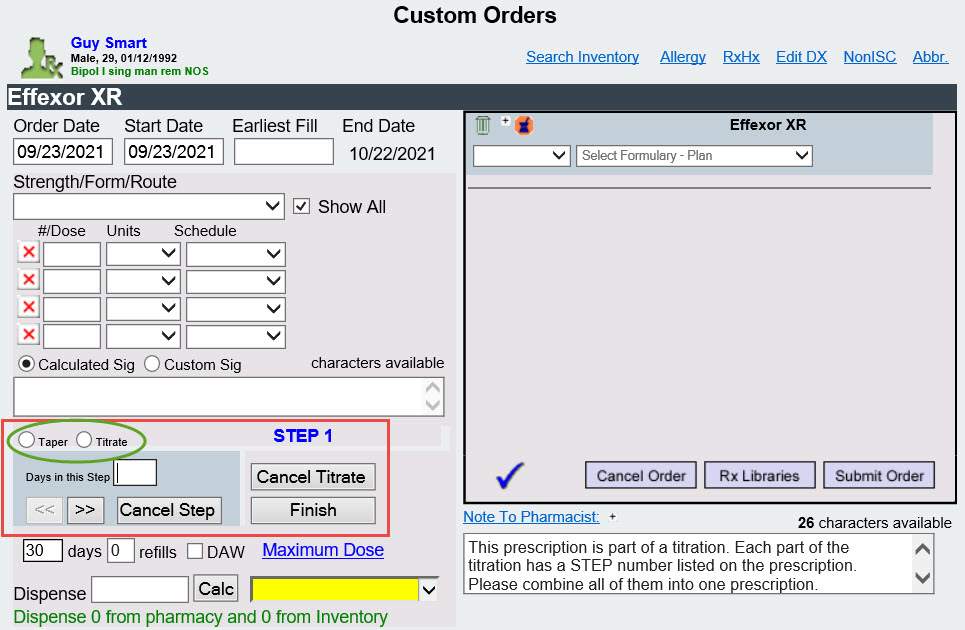 Custom Orders
Guy Smart
Male, 29, 01/12/1992
Bipol I sing man rem NOS
Search Inventory Allergy RxHx Edit DX NonISC Abbr.
Effexor XR
Order Date Start Date Earliest Fill End Date
09/23/2021 09/23/2021 10/22/2021
Strength/Form/Route
Show All
#/Dose Units Schedule
Calculated Sig Custom Sig characters available
Taper Titrate STEP 1
Days in this Step
Cancel Titrate
<< >> Cancel Step Finish
30 days 0 refills DAW Maximum Dose
Dispense Calc
Dispense 0 from pharmacy and 0 from Inventory
+ Effexor XR
Select Formulary - Plan
Cancel Order Rx Libraries Submit Order
Note To Pharmacist: +
26 characters available
This prescription is part of a titration. Each part of the
titration has a STEP number listed on the prescription.
Please combine all of them into one prescription.